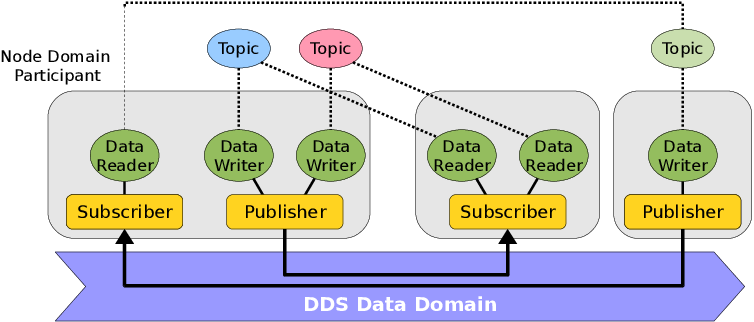 Topic
Topic
Topic
Node Domain
Participant
Data
Reader
Data
Writer
Data
Writer
Data
Reader
Data
Reader
Data
Writer
Subscriber
Publisher
Subscriber
Publisher
DDS Data Domain